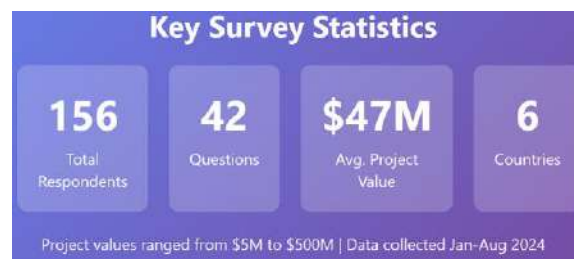 Key Survey Statistics
156
Total
Respondents
42
Questions
$47M
Avg. Project
Value
6
Countries
Project values ranged from $5M to $500M | Data collected Jan-Aug 2024